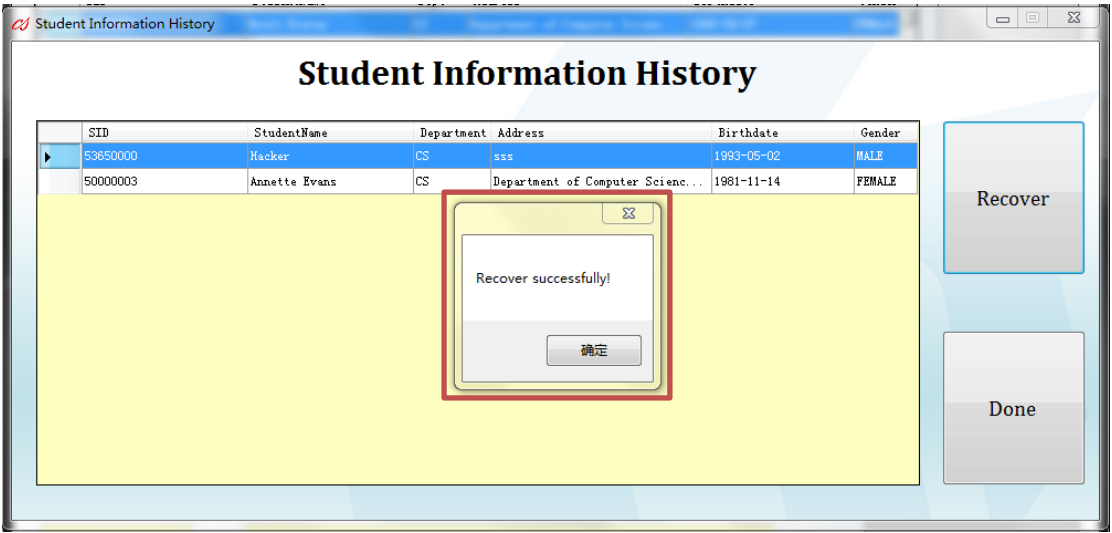 Student Information History
Student Information History
SID StudentName Department Address Birthdate Gender
53650000 Hacker CS sss 1993-05-02 MALE
50000003 Annette Evans CS Department of Computer Scienc... 1981-11-14 FEMALE
Recover
Recover successfully!
确定
Done